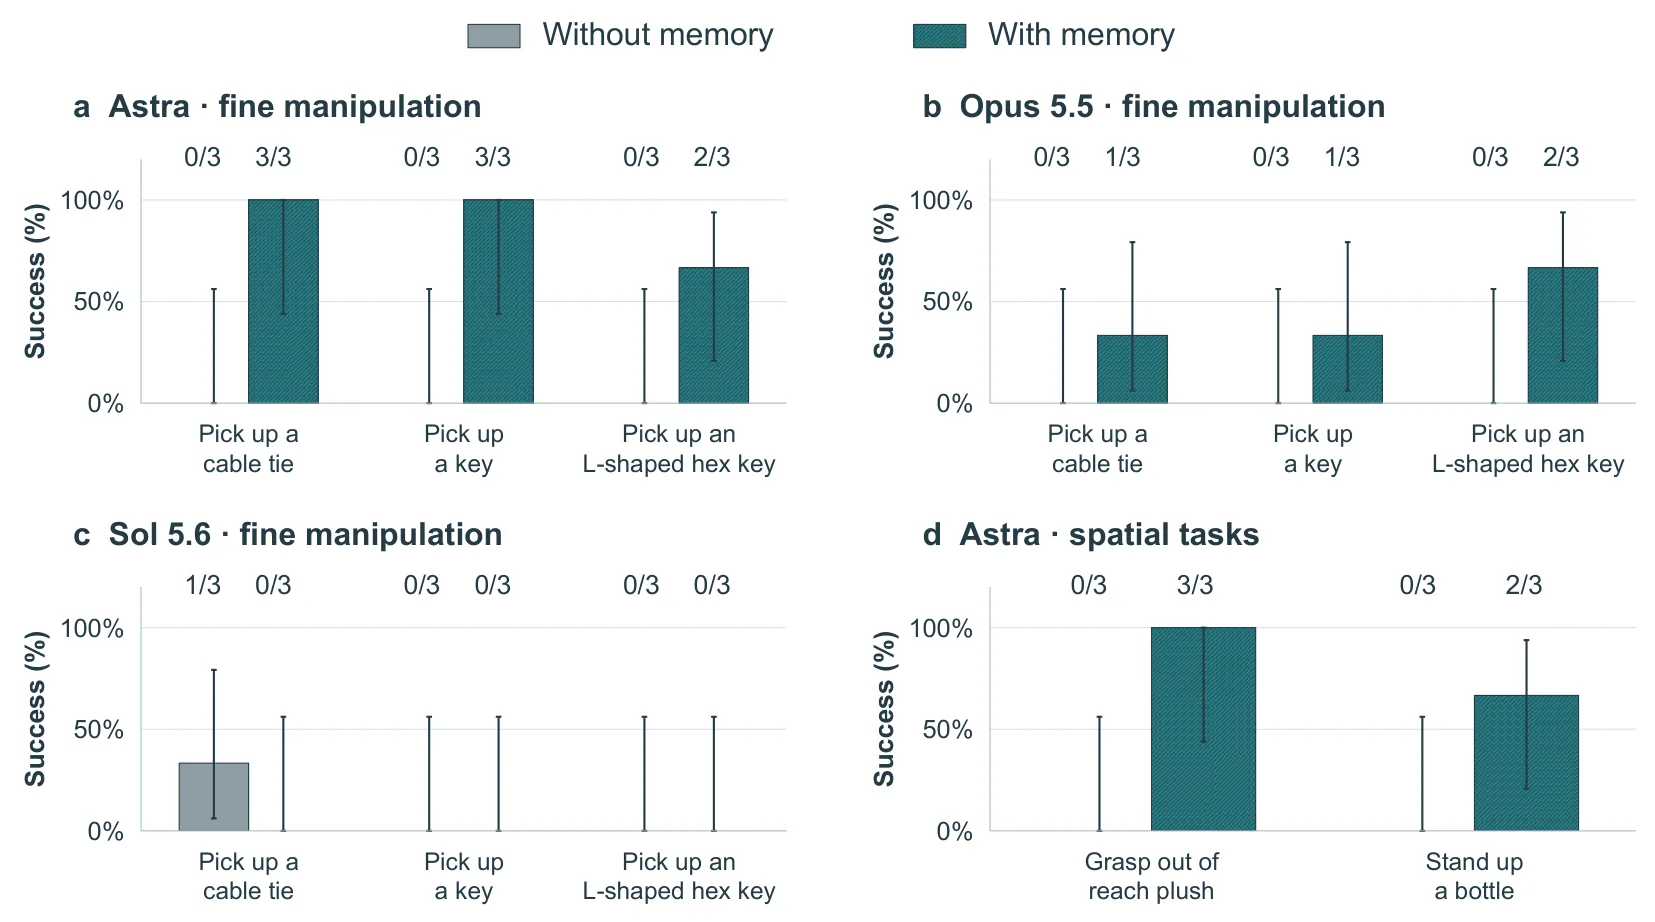 Without memory
With memory
a Astra · fine manipulation
0/3 3/3 0/3 3/3 0/3 2/3
Success (%)
100%
50%
0%
Pick up a
cable tie
Pick up
a key
Pick up an
L-shaped hex key
b Opus 5.5 · fine manipulation
0/3 1/3 0/3 1/3 0/3 2/3
Success (%)
100%
50%
0%
Pick up a
cable tie
Pick up
a key
Pick up an
L-shaped hex key
c Sol 5.6 · fine manipulation
1/3 0/3 0/3 0/3 0/3 0/3
Success (%)
100%
50%
0%
Pick up a
cable tie
Pick up
a key
Pick up an
L-shaped hex key
d Astra · spatial tasks
0/3 3/3 0/3 2/3
Success (%)
100%
50%
0%
Grasp out of
reach plush
Stand up
a bottle